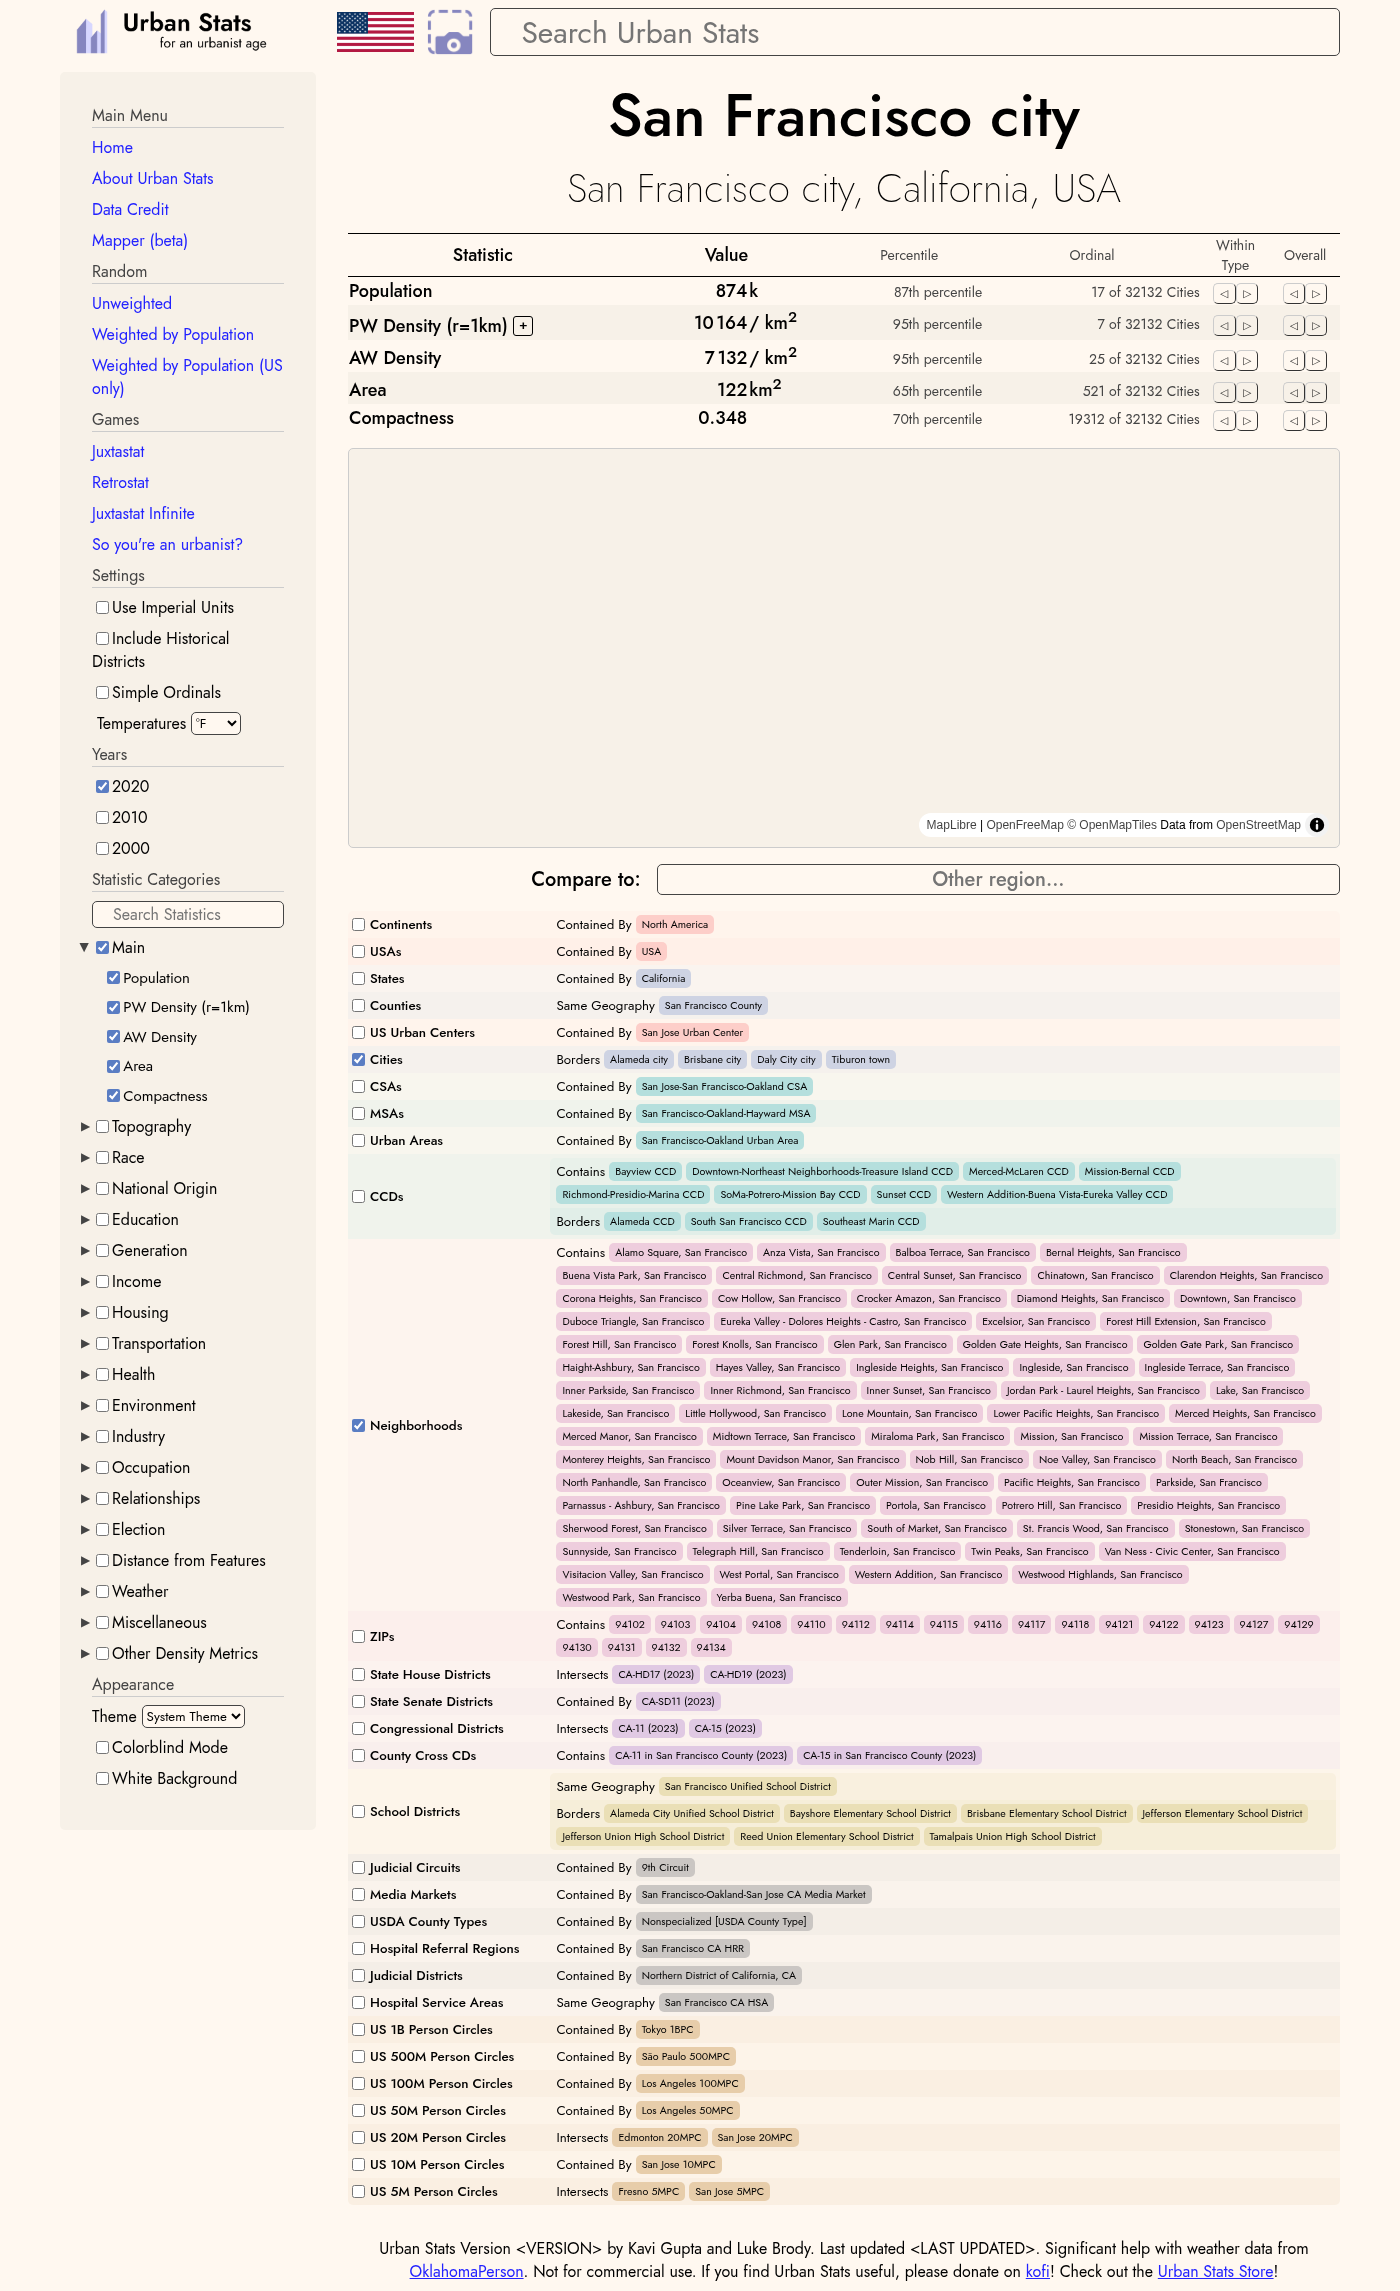 Urban Stats
for an urbanist age
Search Urban Stats
Main Menu
Home
About Urban Stats
Data Credit
Mapper (beta)
Random
Unweighted
Weighted by Population
Weighted by Population (US
only)
Games
Juxtastat
Retrostat
Juxtastat Infinite
So you're an urbanist?
Settings
Use Imperial Units
Include Historical
Districts
Simple Ordinals
Temperatures °F
Years
2020
2010
2000
Statistic Categories
Search Statistics
Main
Population
PW Density (r=1km)
AW Density
Area
Compactness
Topography
Race
National Origin
Education
Generation
Income
Housing
Transportation
Health
Environment
Industry
Occupation
Relationships
Election
Distance from Features
Weather
Miscellaneous
Other Density Metrics
Appearance
Theme System Theme
Colorblind Mode
White Background
San Francisco city
San Francisco city, California, USA
Statistic Value Percentile Ordinal Within Type Overall
Population 874k 87th percentile 17 of 32132 Cities
PW Density (r=1km) + 10 164 / km2 95th percentile 7 of 32132 Cities
AW Density 7 132 / km2 95th percentile 25 of 32132 Cities
Area 122 km2 65th percentile 521 of 32132 Cities
Compactness 0.348 70th percentile 19312 of 32132 Cities
MapLibre | OpenFreeMap © OpenMapTiles Data from OpenStreetMap
Compare to: Other region...
Continents Contained By North America
USAs Contained By USA
States Contained By California
Counties Same Geography San Francisco County
US Urban Centers Contained By San Jose Urban Center
Cities Borders Alameda city Brisbane city Daly City city Tiburon town
CSAs Contained By San Jose-San Francisco-Oakland CSA
MSAs Contained By San Francisco-Oakland-Hayward MSA
Urban Areas Contained By San Francisco-Oakland Urban Area
CCDs
Contains Bayview CCD Downtown-Northeast Neighborhoods-Treasure Island CCD Merced-McLaren CCD Mission-Bernal CCD
Richmond-Presidio-Marina CCD SoMa-Potrero-Mission Bay CCD Sunset CCD Western Addition-Buena Vista-Eureka Valley CCD
Borders Alameda CCD South San Francisco CCD Southeast Marin CCD
Neighborhoods
Contains Alamo Square, San Francisco Anza Vista, San Francisco Balboa Terrace, San Francisco Bernal Heights, San Francisco
Buena Vista Park, San Francisco Central Richmond, San Francisco Central Sunset, San Francisco Chinatown, San Francisco Clarendon Heights, San Francisco
Corona Heights, San Francisco Cow Hollow, San Francisco Crocker Amazon, San Francisco Diamond Heights, San Francisco Downtown, San Francisco
Duboce Triangle, San Francisco Eureka Valley - Dolores Heights - Castro, San Francisco Excelsior, San Francisco Forest Hill Extension, San Francisco
Forest Hill, San Francisco Forest Knolls, San Francisco Glen Park, San Francisco Golden Gate Heights, San Francisco Golden Gate Park, San Francisco
Haight-Ashbury, San Francisco Hayes Valley, San Francisco Ingleside Heights, San Francisco Ingleside, San Francisco Ingleside Terrace, San Francisco
Inner Parkside, San Francisco Inner Richmond, San Francisco Inner Sunset, San Francisco Jordan Park - Laurel Heights, San Francisco Lake, San Francisco
Lakeside, San Francisco Little Hollywood, San Francisco Lone Mountain, San Francisco Lower Pacific Heights, San Francisco Merced Heights, San Francisco
Merced Manor, San Francisco Midtown Terrace, San Francisco Miraloma Park, San Francisco Mission, San Francisco Mission Terrace, San Francisco
Monterey Heights, San Francisco Mount Davidson Manor, San Francisco Nob Hill, San Francisco Noe Valley, San Francisco North Beach, San Francisco
North Panhandle, San Francisco Oceanview, San Francisco Outer Mission, San Francisco Pacific Heights, San Francisco Parkside, San Francisco
Parnassus - Ashbury, San Francisco Pine Lake Park, San Francisco Portola, San Francisco Potrero Hill, San Francisco Presidio Heights, San Francisco
Sherwood Forest, San Francisco Silver Terrace, San Francisco South of Market, San Francisco St. Francis Wood, San Francisco Stonestown, San Francisco
Sunnyside, San Francisco Telegraph Hill, San Francisco Tenderloin, San Francisco Twin Peaks, San Francisco Van Ness - Civic Center, San Francisco
Visitacion Valley, San Francisco West Portal, San Francisco Western Addition, San Francisco Westwood Highlands, San Francisco
Westwood Park, San Francisco Yerba Buena, San Francisco
ZIPs
Contains 94102 94103 94104 94108 94110 94112 94114 94115 94116 94117 94118 94121 94122 94123 94127 94129
94130 94131 94132 94134
State House Districts Intersects CA-HD17 (2023) CA-HD19 (2023)
State Senate Districts Contained By CA-SD11 (2023)
Congressional Districts Intersects CA-11 (2023) CA-15 (2023)
County Cross CDs Contains CA-11 in San Francisco County (2023) CA-15 in San Francisco County (2023)
School Districts
Same Geography San Francisco Unified School District
Borders Alameda City Unified School District Bayshore Elementary School District Brisbane Elementary School District Jefferson Elementary School District
Jefferson Union High School District Reed Union Elementary School District Tamalpais Union High School District
Judicial Circuits Contained By 9th Circuit
Media Markets Contained By San Francisco-Oakland-San Jose CA Media Market
USDA County Types Contained By Nonspecialized [USDA County Type]
Hospital Referral Regions Contained By San Francisco CA HRR
Judicial Districts Contained By Northern District of California, CA
Hospital Service Areas Same Geography San Francisco CA HSA
US 1B Person Circles Contained By Tokyo 1BPC
US 500M Person Circles Contained By São Paulo 500MPC
US 100M Person Circles Contained By Los Angeles 100MPC
US 50M Person Circles Contained By Los Angeles 50MPC
US 20M Person Circles Intersects Edmonton 20MPC San Jose 20MPC
US 10M Person Circles Contained By San Jose 10MPC
US 5M Person Circles Intersects Fresno 5MPC San Jose 5MPC
Urban Stats Version <VERSION> by Kavi Gupta and Luke Brody. Last updated <LAST UPDATED>. Significant help with weather data from
OklahomaPerson. Not for commercial use. If you find Urban Stats useful, please donate on kofi! Check out the Urban Stats Store!